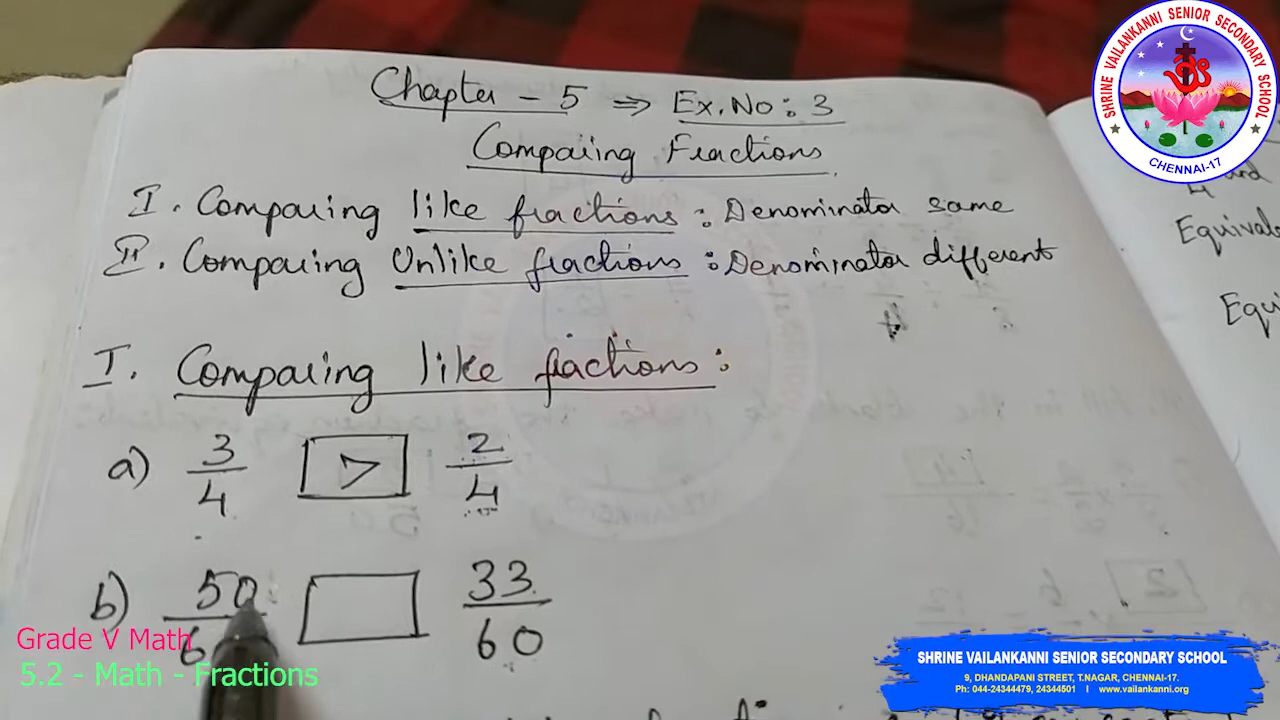 Chapter - 5 ⇒ Ex.No: 3
Comparing Fractions
I. Comparing like fractions : Denominator same
II. Comparing Unlike fractions : Denominator different
I. Comparing like fractions :
a) 3/4 > 2/4
b) 50/6 33/60
Grade V Math
5.2 - Math - Fractions
SHRINE VAILANKANNI SENIOR SECONDARY SCHOOL
CHENNAI-17
4 and
Equival
Equi
SHRINE VAILANKANNI SENIOR SECONDARY SCHOOL
9, DHANDAPANI STREET, T.NAGAR, CHENNAI-17.
Ph: 044-24344479, 24344501 I www.vailankanni.org